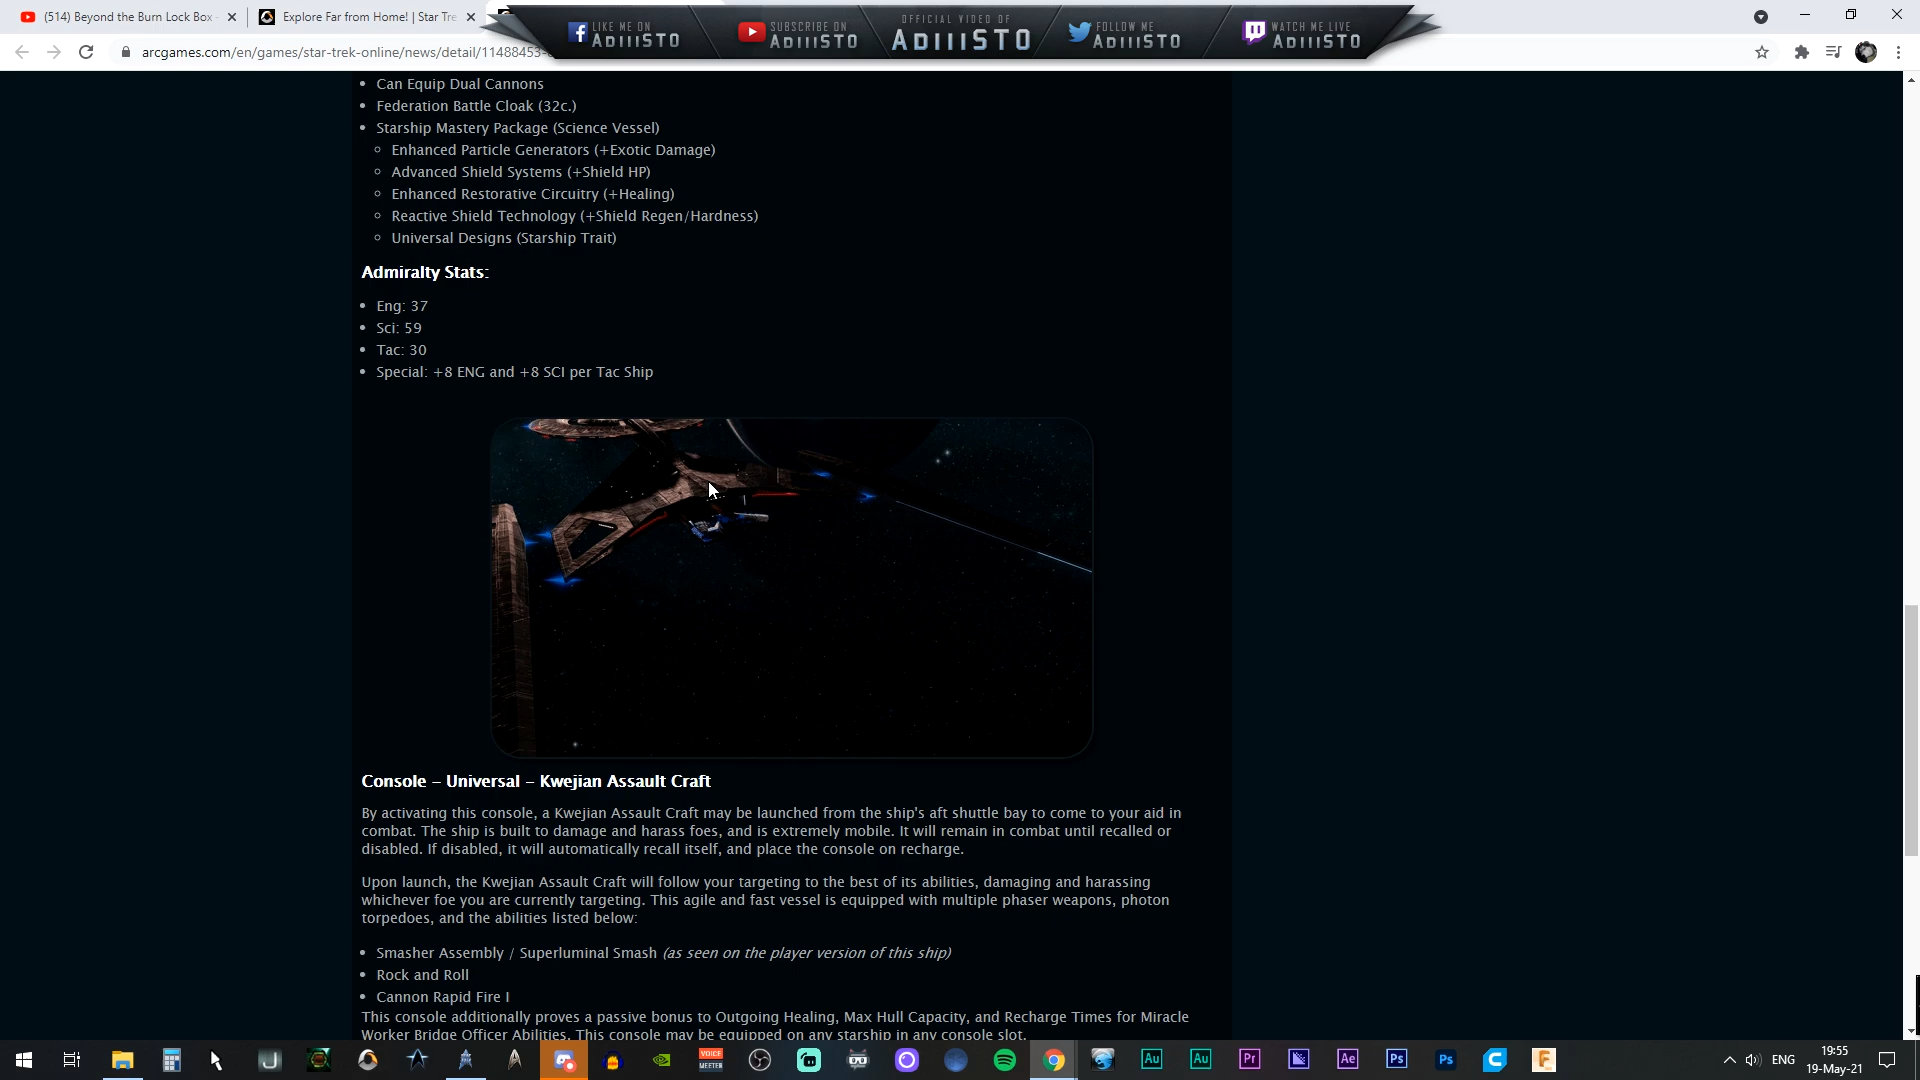 (514) Beyond the Burn Lock Box -
Explore Far from Home! | Star Tre
LIKE ME ON
ADIIISTO
SUBSCRIBE ON
ADIIISTO
OFFICIAL VIDEO OF
ADIIISTO
FOLLOW ME
ADIIISTO
WATCH ME LIVE
ADIIISTO
arcgames.com/en/games/star-trek-online/news/detail/11488453-
Can Equip Dual Cannons
Federation Battle Cloak (32c.)
Starship Mastery Package (Science Vessel)
Enhanced Particle Generators (+Exotic Damage)
Advanced Shield Systems (+Shield HP)
Enhanced Restorative Circuitry (+Healing)
Reactive Shield Technology (+Shield Regen/Hardness)
Universal Designs (Starship Trait)
Admiralty Stats:
Eng: 37
Sci: 59
Tac: 30
Special: +8 ENG and +8 SCI per Tac Ship
Console – Universal – Kwejian Assault Craft
By activating this console, a Kwejian Assault Craft may be launched from the ship's aft shuttle bay to come to your aid in
combat. The ship is built to damage and harass foes, and is extremely mobile. It will remain in combat until recalled or
disabled. If disabled, it will automatically recall itself, and place the console on recharge.
Upon launch, the Kwejian Assault Craft will follow your targeting to the best of its abilities, damaging and harassing
whichever foe you are currently targeting. This agile and fast vessel is equipped with multiple phaser weapons, photon
torpedoes, and the abilities listed below:
Smasher Assembly / Superluminal Smash (as seen on the player version of this ship)
Rock and Roll
Cannon Rapid Fire I
This console additionally proves a passive bonus to Outgoing Healing, Max Hull Capacity, and Recharge Times for Miracle
Worker Bridge Officer Abilities. This console may be equipped on any starship in any console slot.
VOICE
MEETER
Au
Au
Pr
Ae
Ps
Ps
ENG
19:55
19-May-21